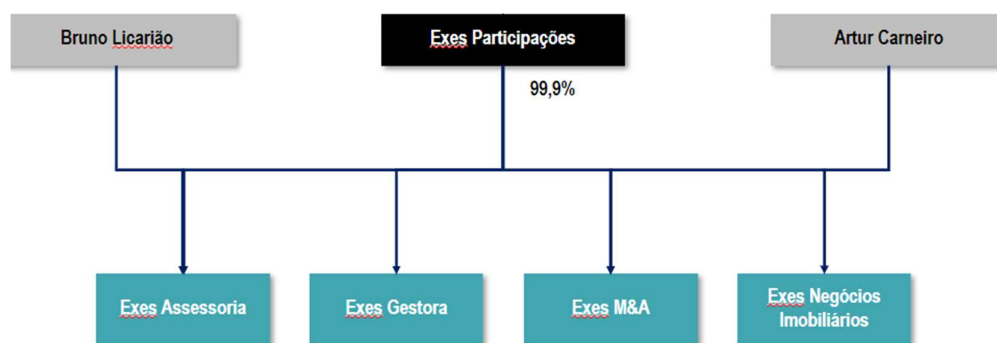 Bruno Licarião
Exes Participações
Artur Carneiro
99,9%
Exes Assessoria
Exes Gestora
Exes M&A
Exes Negócios
Imobiliários